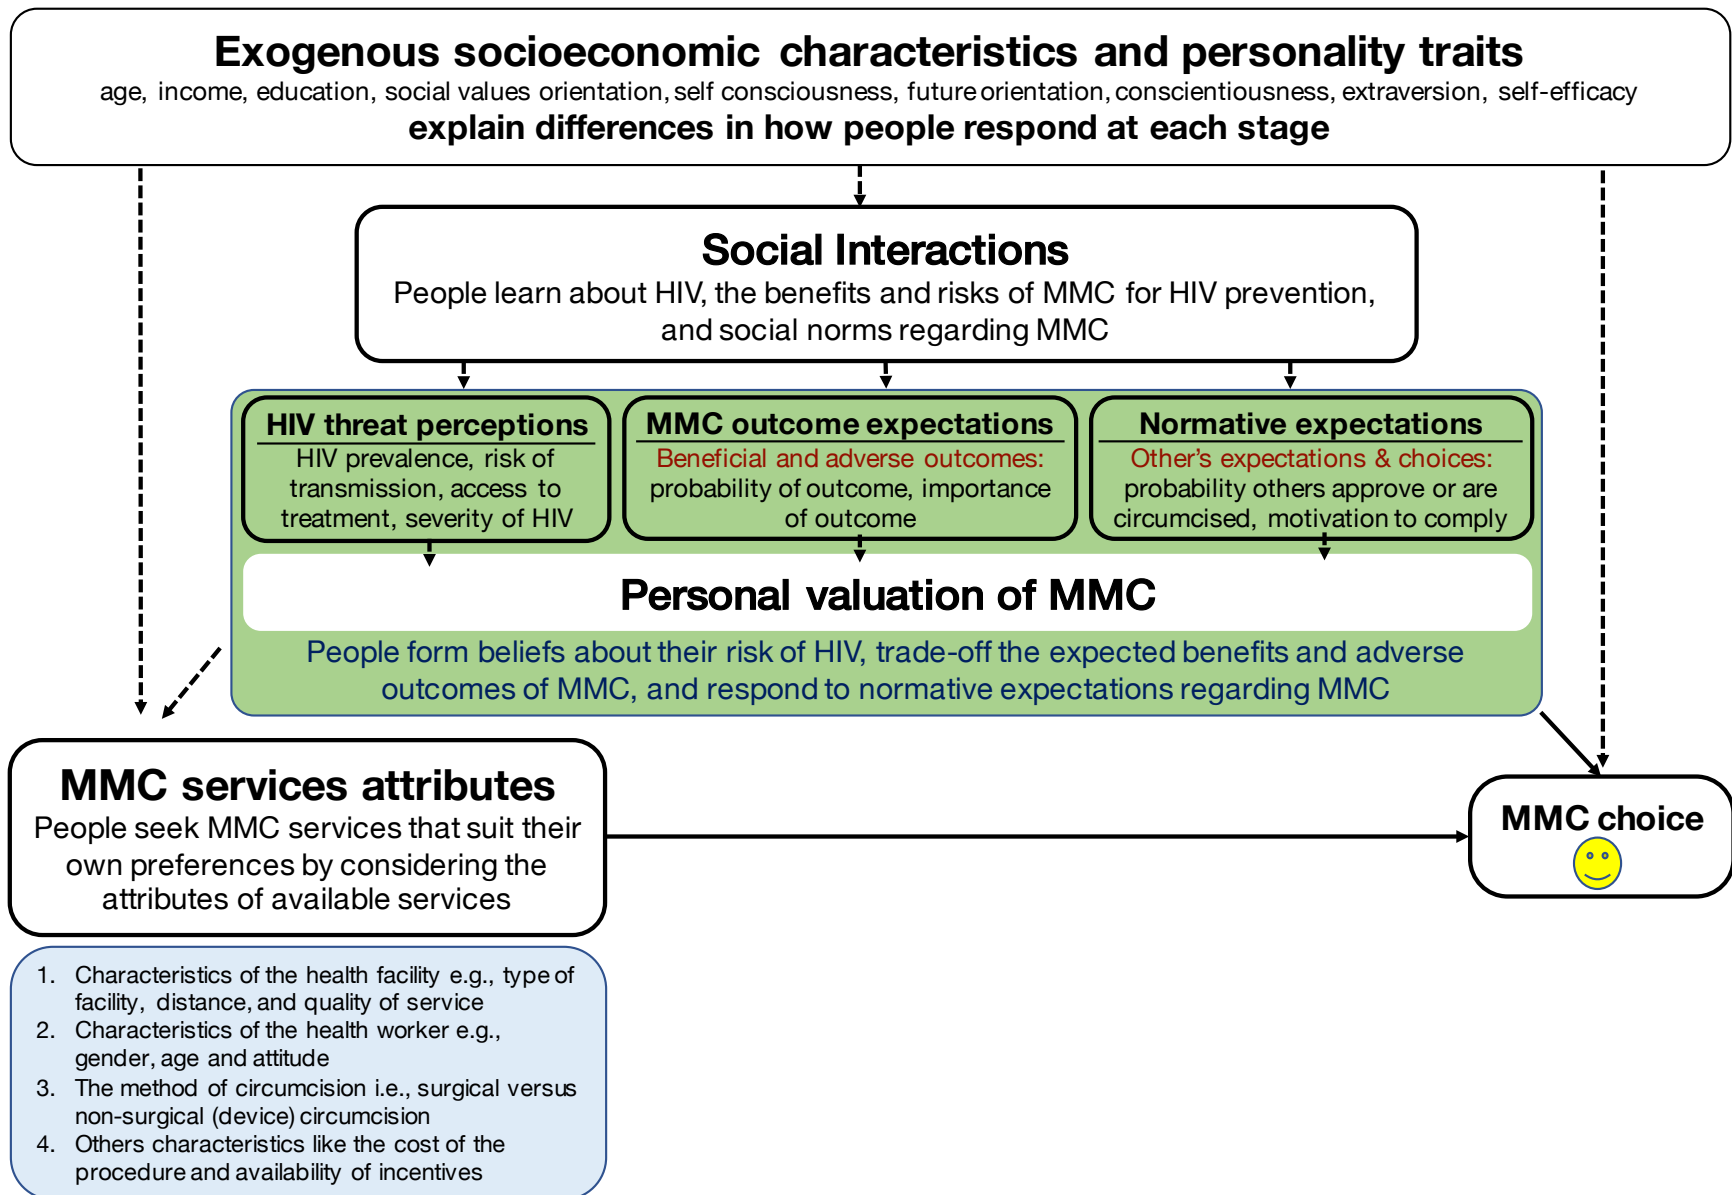 Exogenous socioeconomic characteristics and personality traits
age, income, education, social values orientation, self consciousness, future orientation, conscientiousness, extraversion, self-efficacy
explain differences in how people respond at each stage
Social Interactions
People learn about HIV, the benefits and risks of MMC for HIV prevention,
and social norms regarding MMC
HIV threat perceptions
HIV prevalence, risk of
transmission, access to
treatment, severity of HIV
MMC outcome expectations
Beneficial and adverse outcomes:
probability of outcome, importance
of outcome
Normative expectations
Other's expectations & choices:
probability others approve or are
circumcised, motivation to comply
Personal valuation of MMC
People form beliefs about their risk of HIV, trade-off the expected benefits and adverse
outcomes of MMC, and respond to normative expectations regarding MMC
MMC services attributes
People seek MMC services that suit their
own preferences by considering the
attributes of available services
MMC choice
1. Characteristics of the health facility e.g., type of
facility, distance, and quality of service
2. Characteristics of the health worker e.g.,
gender, age and attitude
3. The method of circumcision i.e., surgical versus
non-surgical (device) circumcision
4. Others characteristics like the cost of the
procedure and availability of incentives